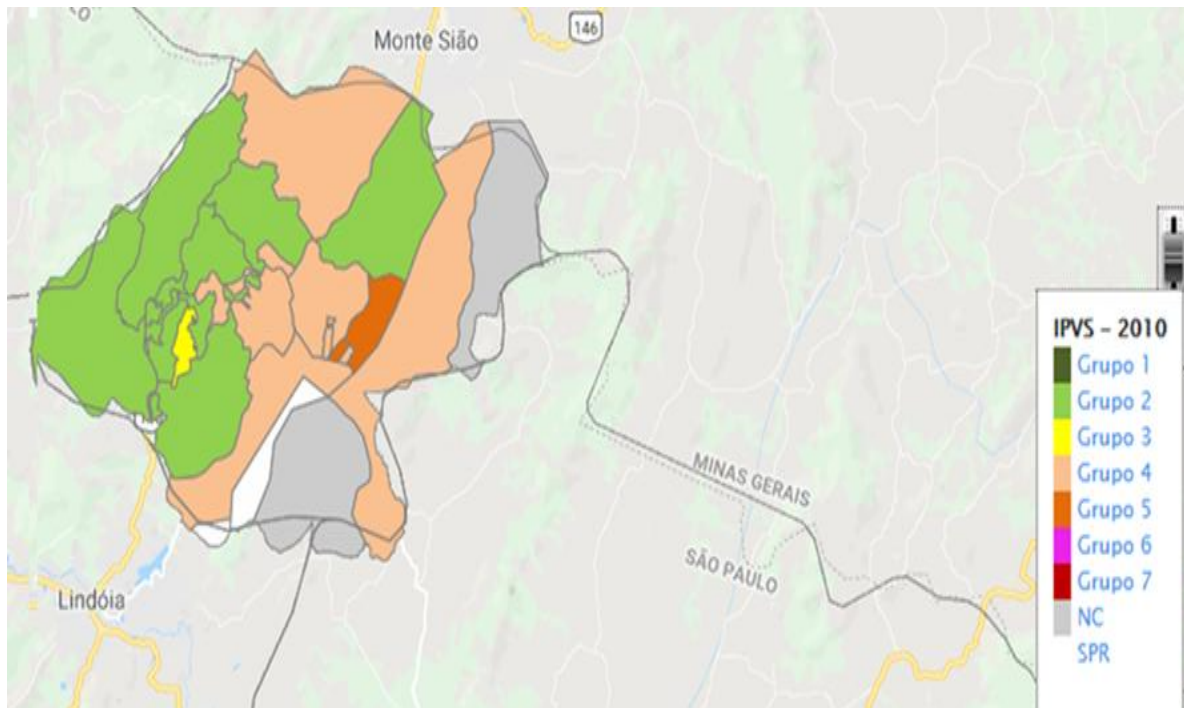 Monte Sião
146
MINAS GERAIS
SÃO PAULO
Lindóia
IPVS - 2010
Grupo 1
Grupo 2
Grupo 3
Grupo 4
Grupo 5
Grupo 6
Grupo 7
NC
SPR